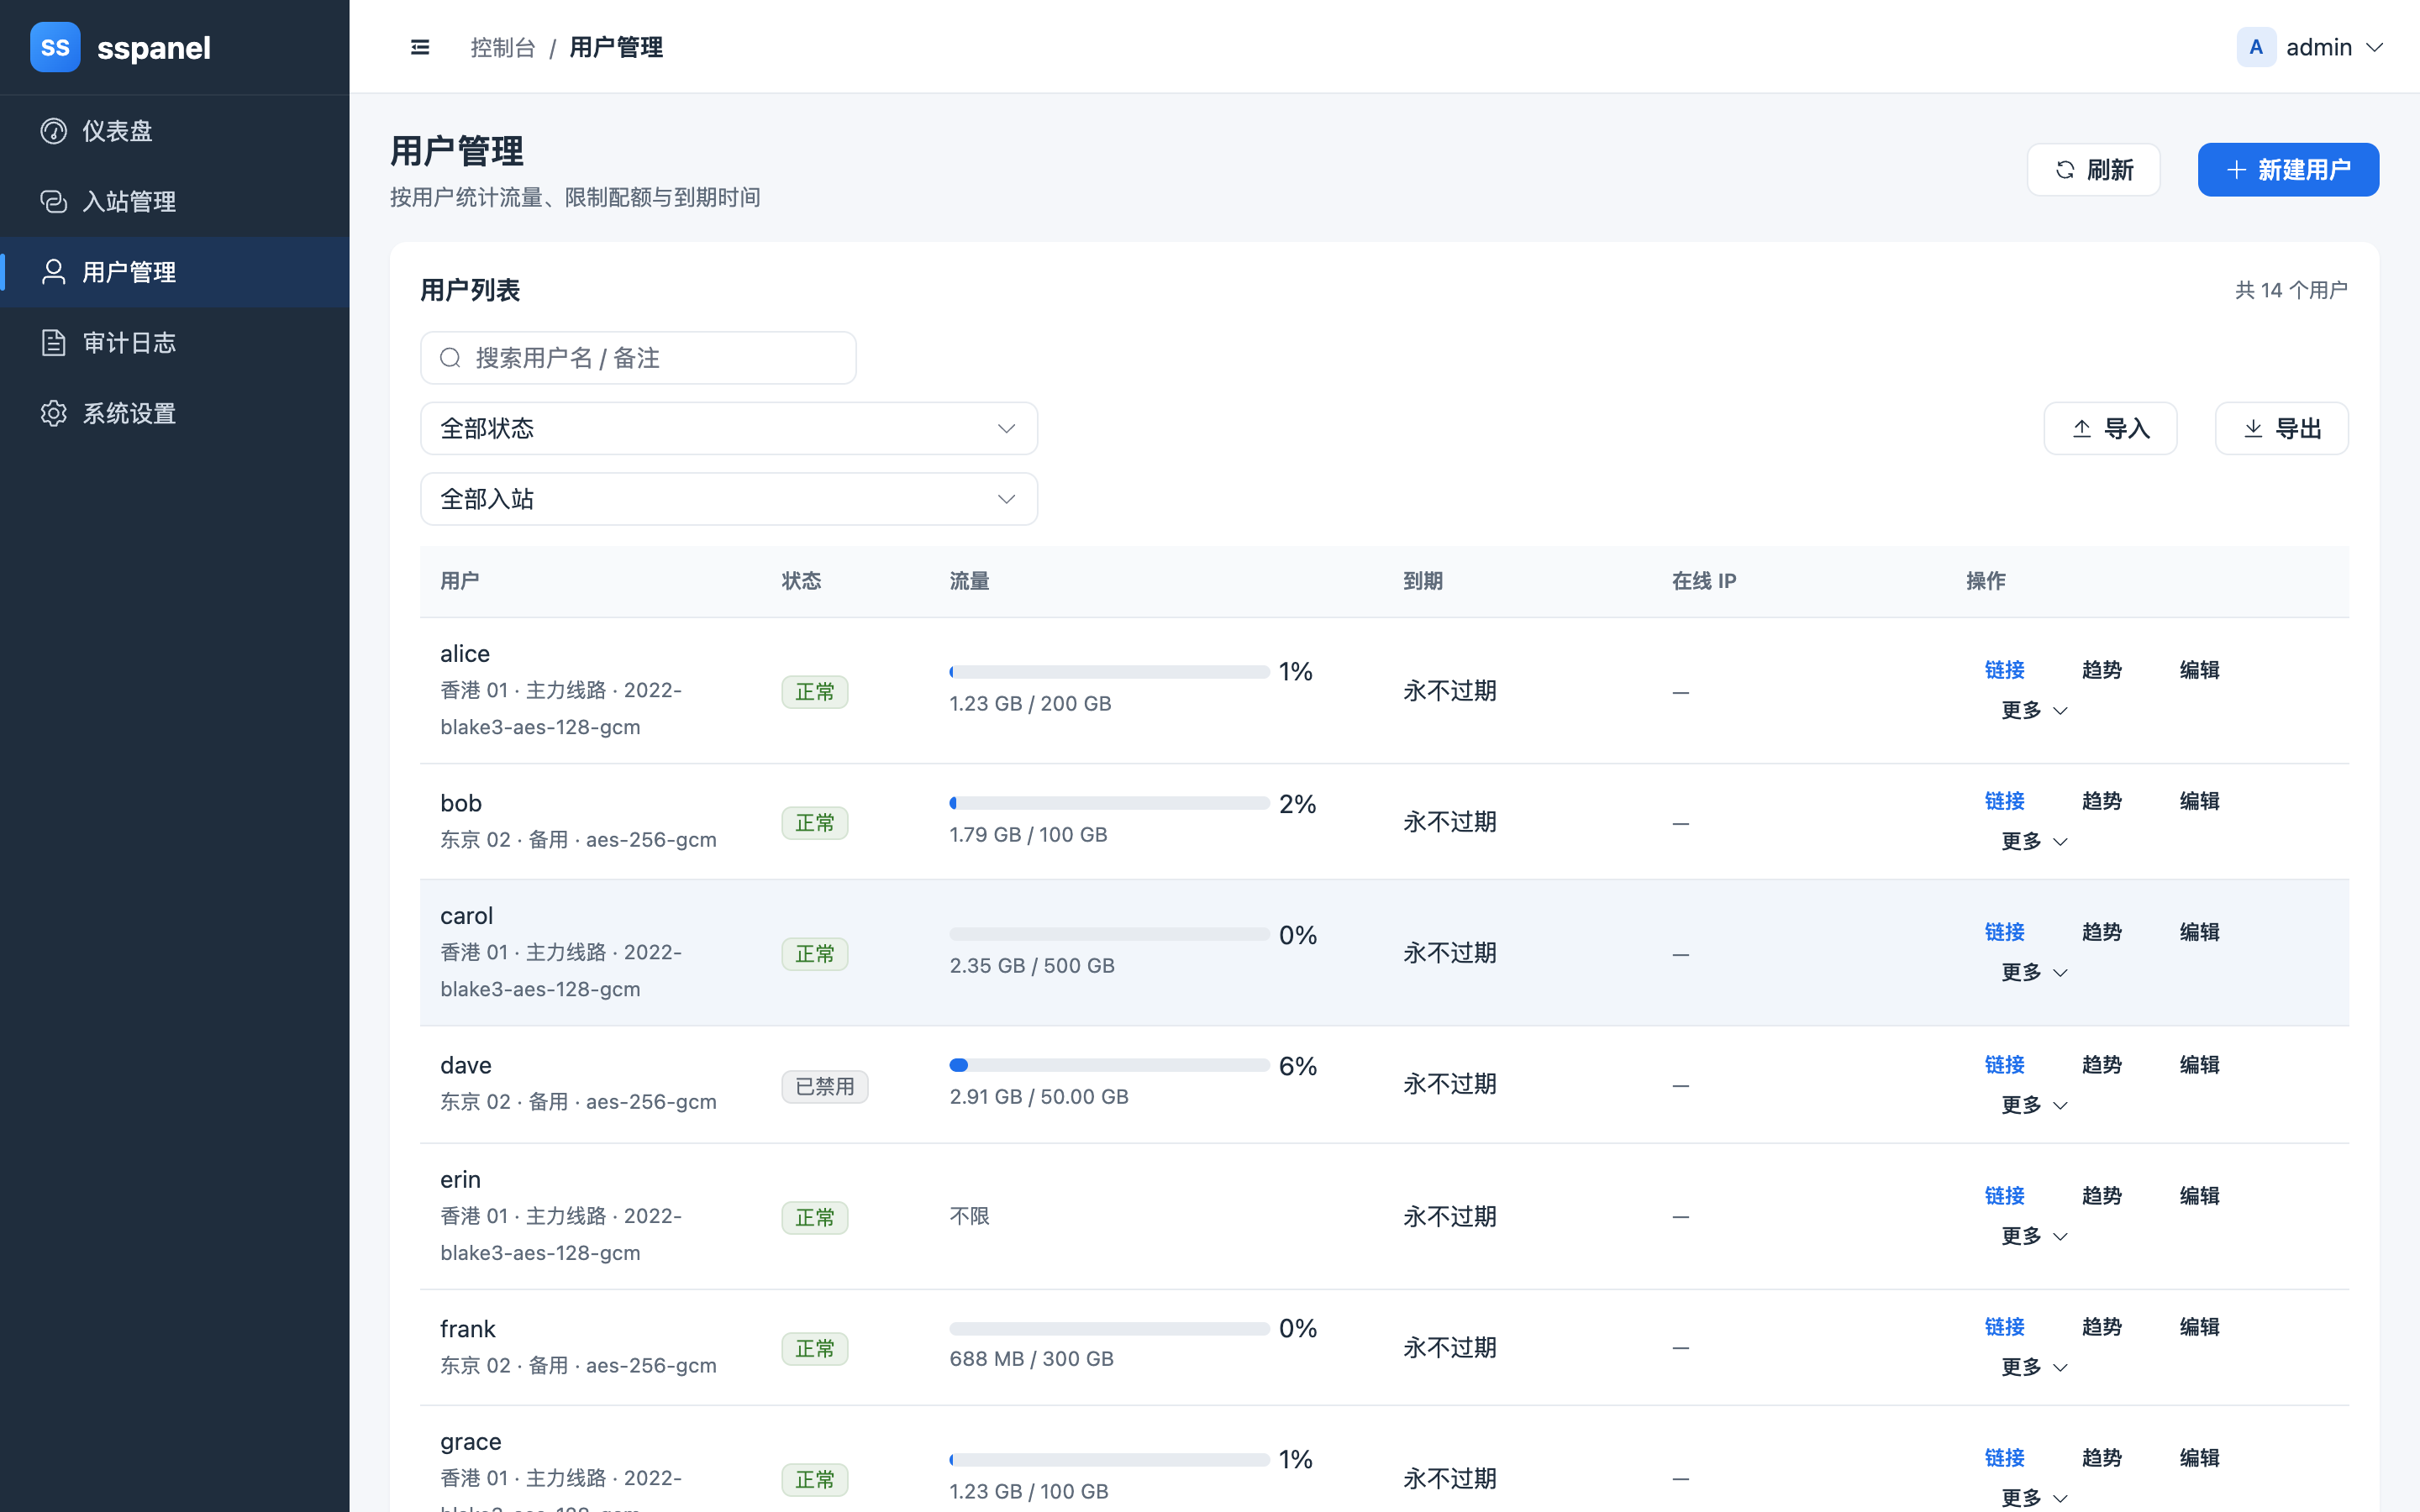 SS sspanel
仪表盘
入站管理
用户管理
审计日志
系统设置
控制台 / 用户管理
A admin
用户管理
按用户统计流量、限制配额与到期时间
刷新
新建用户
用户列表
共 14 个用户
搜索用户名 / 备注
全部状态
导入
导出
全部入站
用户 状态 流量 到期 在线 IP 操作
alice
香港 01 · 主力线路 · 2022-
blake3-aes-128-gcm
正常
1%
1.23 GB / 200 GB
永不过期
—
链接 趋势 编辑
更多
bob
东京 02 · 备用 · aes-256-gcm
正常
2%
1.79 GB / 100 GB
永不过期
—
链接 趋势 编辑
更多
carol
香港 01 · 主力线路 · 2022-
blake3-aes-128-gcm
正常
0%
2.35 GB / 500 GB
永不过期
—
链接 趋势 编辑
更多
dave
东京 02 · 备用 · aes-256-gcm
已禁用
6%
2.91 GB / 50.00 GB
永不过期
—
链接 趋势 编辑
更多
erin
香港 01 · 主力线路 · 2022-
blake3-aes-128-gcm
正常
不限
永不过期
—
链接 趋势 编辑
更多
frank
东京 02 · 备用 · aes-256-gcm
正常
0%
688 MB / 300 GB
永不过期
—
链接 趋势 编辑
更多
grace
香港 01 · 主力线路 · 2022-
正常
1%
1.23 GB / 100 GB
永不过期
—
链接 趋势 编辑
更多